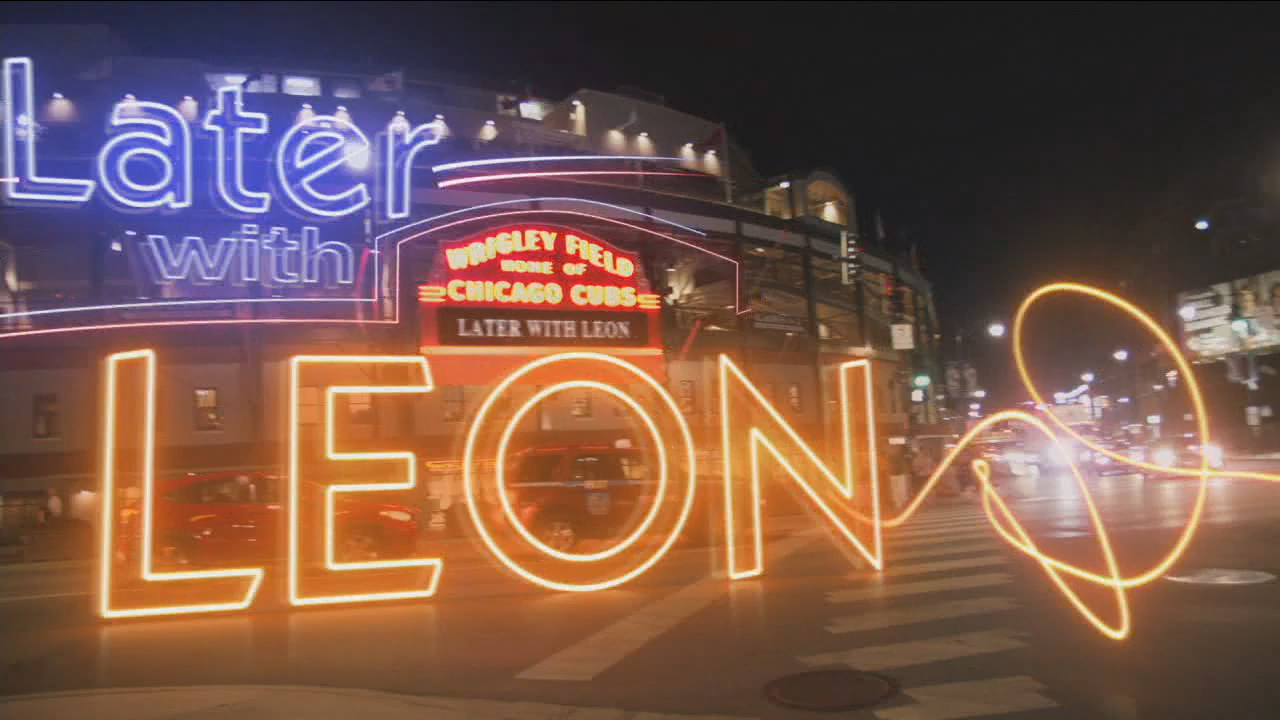 Later
with
WRIGLEY FIELD
HOME OF
CHICAGO CUBS
LATER WITH LEON
LEON